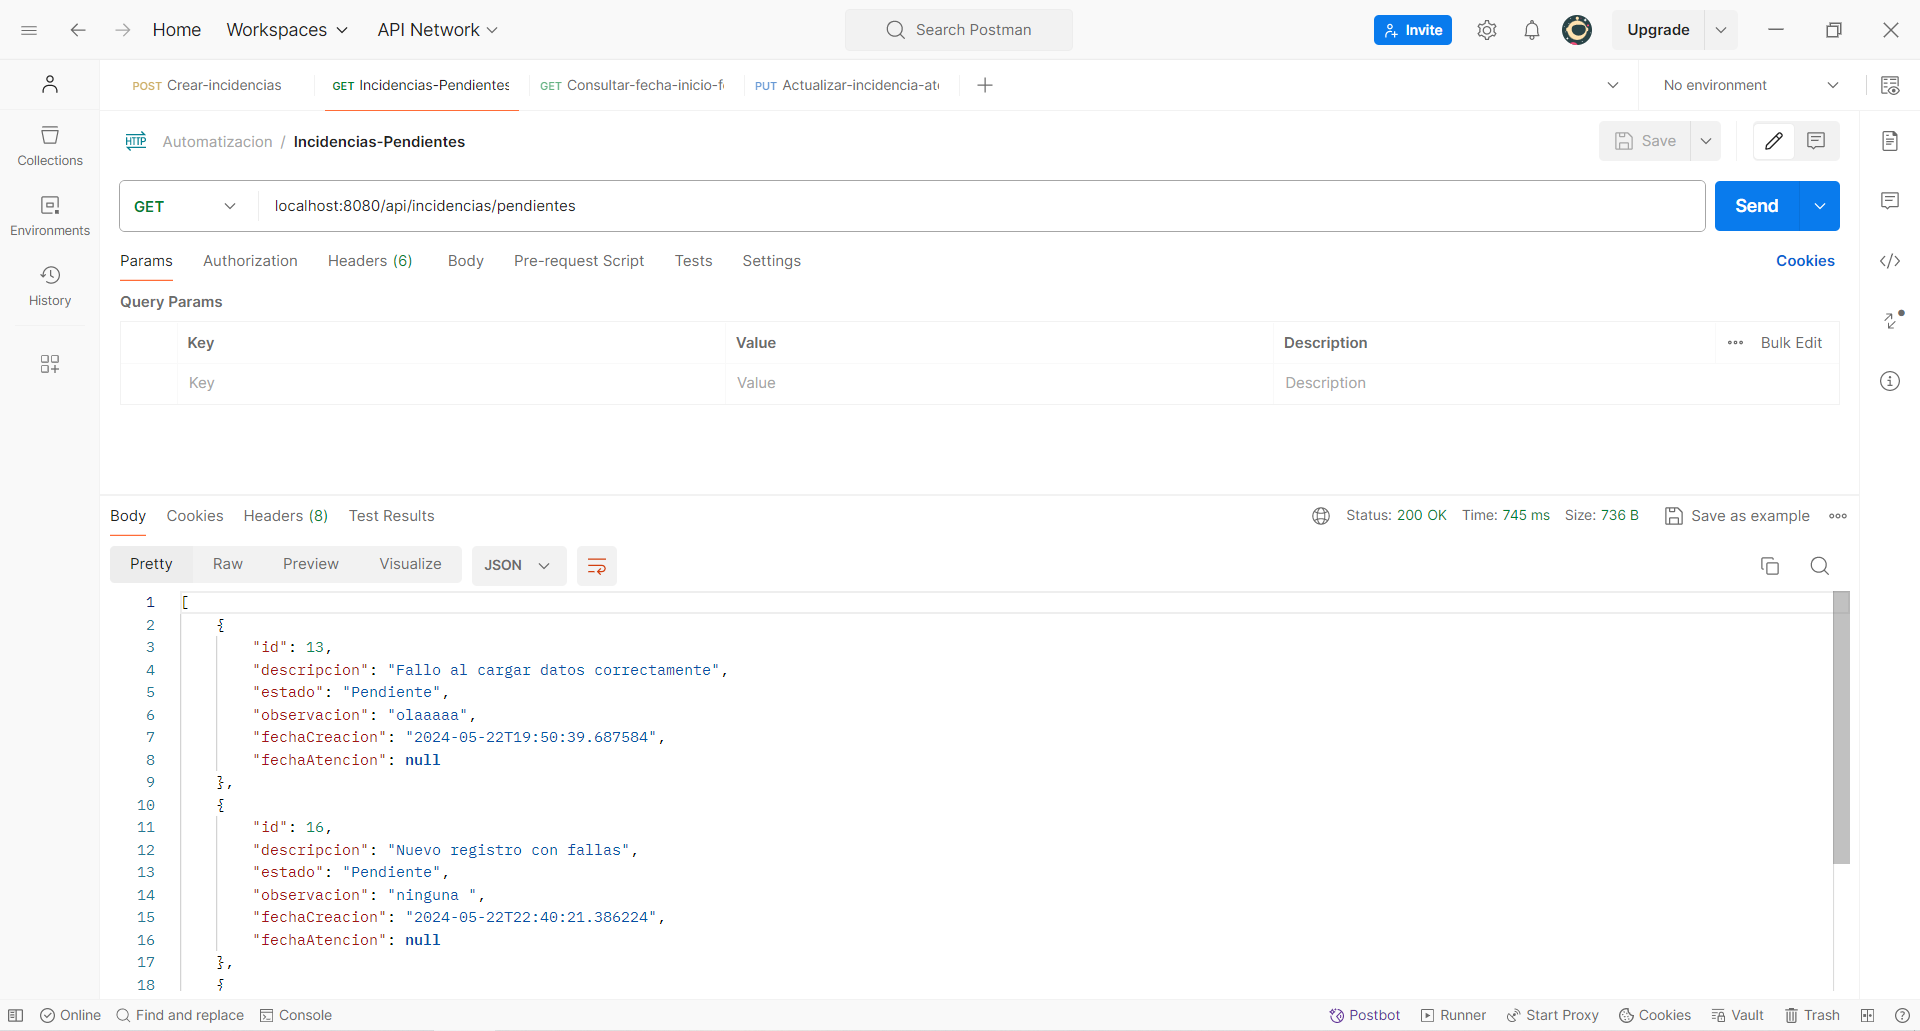 Home Workspaces API Network Search Postman Invite Upgrade
POST Crear-incidencias GET Incidencias-Pendientes GET Consultar-fecha-inicio-f PUT Actualizar-incidencia-at No environment
HTTP Automatizacion / Incidencias-Pendientes Save
Collections
Environments
History
GET localhost:8080/api/incidencias/pendientes Send
Params Authorization Headers (6) Body Pre-request Script Tests Settings Cookies
Query Params
Key Value Description Bulk Edit
Key Value Description
Body Cookies Headers (8) Test Results Status: 200 OK Time: 745 ms Size: 736 B Save as example
Pretty Raw Preview Visualize JSON
1 [
2 {
3 "id": 13,
4 "descripcion": "Fallo al cargar datos correctamente",
5 "estado": "Pendiente",
6 "observacion": "olaaaaa",
7 "fechaCreacion": "2024-05-22T19:50:39.687584",
8 "fechaAtencion": null
9 },
10 {
11 "id": 16,
12 "descripcion": "Nuevo registro con fallas",
13 "estado": "Pendiente",
14 "observacion": "ninguna ",
15 "fechaCreacion": "2024-05-22T22:40:21.386224",
16 "fechaAtencion": null
17 },
18 {
Online Find and replace Console Postbot Runner Start Proxy Cookies Vault Trash